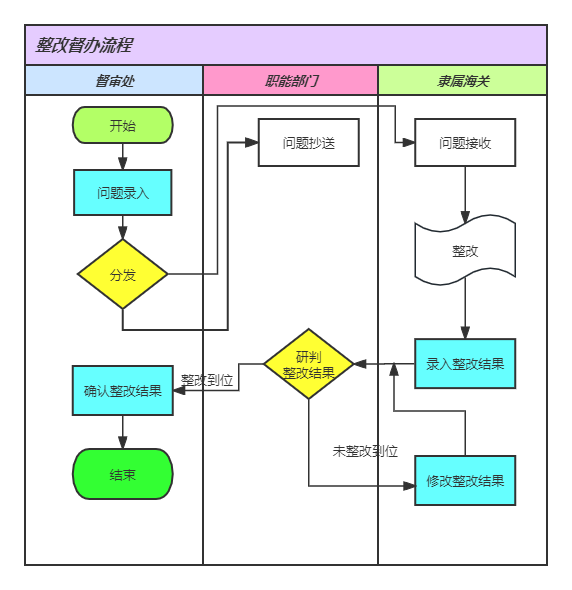 整改督办流程
督审处
职能部门
隶属海关
开始
问题抄送
问题接收
问题录入
整改
分发
研判
整改结果
录入整改结果
整改到位
确认整改结果
未整改到位
结束
修改整改结果